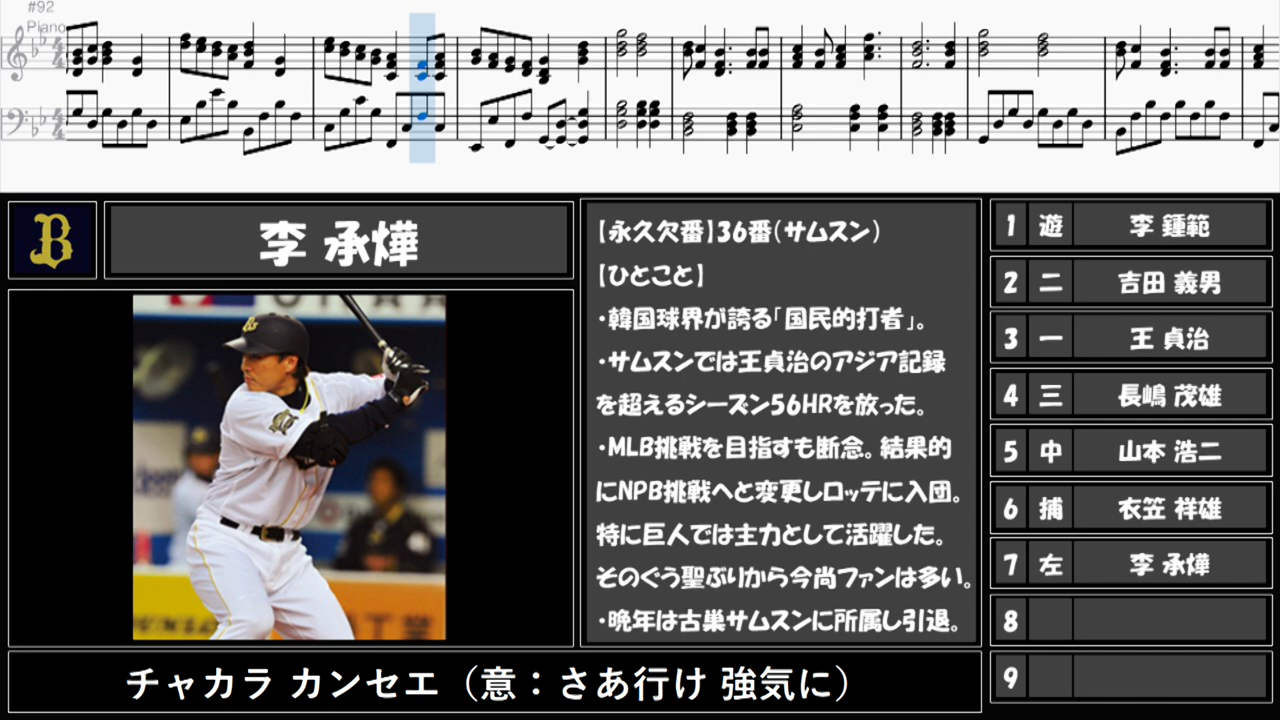 #92
Piano
B
李 承燁
【永久欠番】36番(サムスン)
【ひとこと】
・韓国球界が誇る「国民的打者」。
・サムスンでは王貞治のアジア記録
を超えるシーズン56HRを放った。
・MLB挑戦を目指すも断念。結果的
にNPB挑戦へと変更しロッテに入団。
特に巨人では主力として活躍した。
そのぐう聖ぶりから今尚ファンは多い。
・晩年は古巣サムスンに所属し引退。
1 遊 李 鍾範
2 二 吉田 義男
3 一 王 貞治
4 三 長嶋 茂雄
5 中 山本 浩二
6 捕 衣笠 祥雄
7 左 李 承燁
8
9
チャカラ カンセエ（意：さあ行け 強気に）